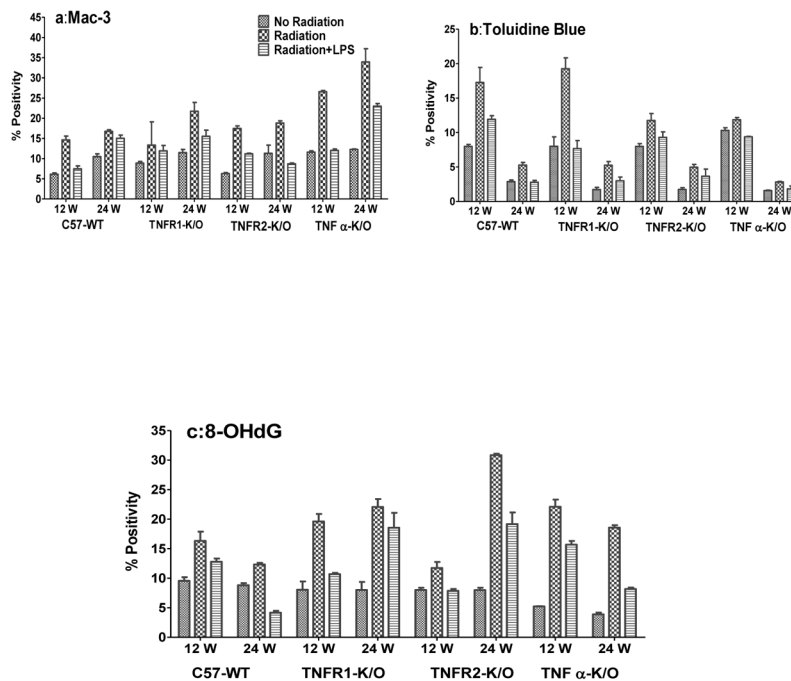 a:Mac-3
No Radiation
Radiation
Radiation+LPS
% Positivity
45
40
35
30
25
20
15
10
5
0
12 W 24 W 12 W 24 W 12 W 24 W 12 W 24 W
C57-WT TNFR1-K/O TNFR2-K/O TNF α-K/O
b:Toluidine Blue
% Positivity
25
20
15
10
5
0
12 W 24 W 12 W 24 W 12 W 24 W 12 W 24 W
C57-WT TNFR1-K/O TNFR2-K/O TNF α-K/O
c:8-OHdG
% Positivity
35
30
25
20
15
10
5
0
12 W 24 W 12 W 24 W 12 W 24 W 12 W 24 W
C57-WT TNFR1-K/O TNFR2-K/O TNF α-K/O